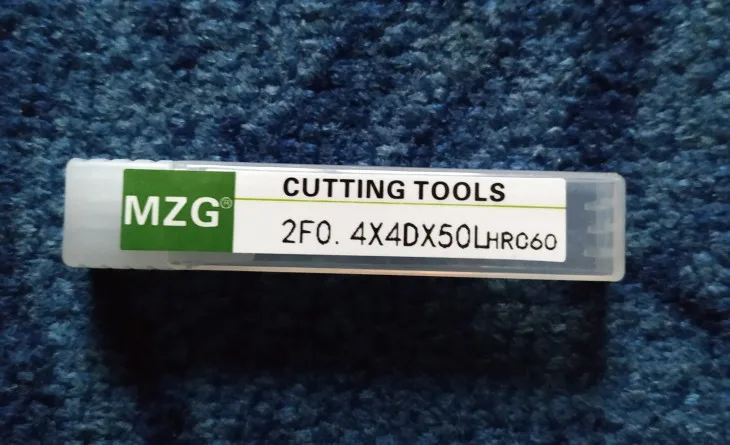 MZG®
CUTTING TOOLS
2F0. 4X4DX50LHRC60